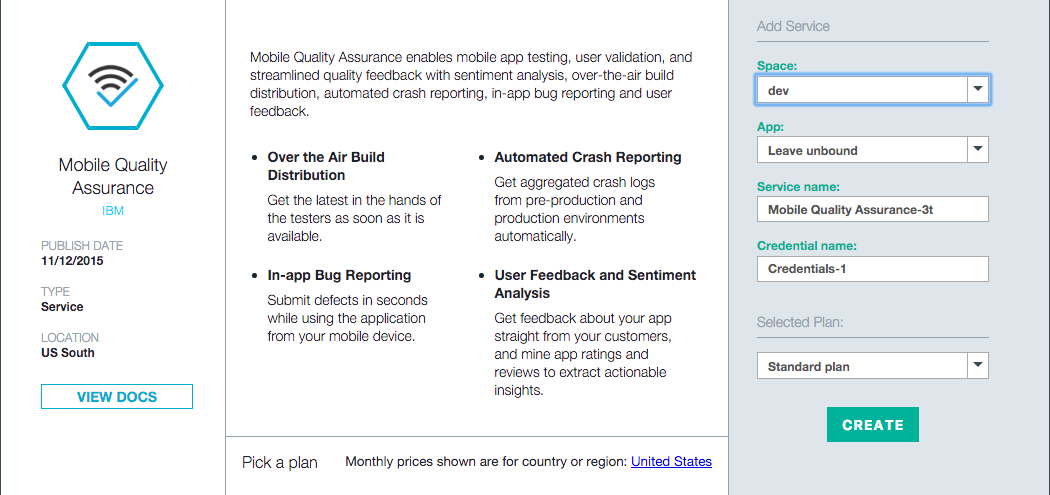 Mobile Quality
Assurance
IBM
PUBLISH DATE
11/12/2015
TYPE
Service
LOCATION
US South
VIEW DOCS
Mobile Quality Assurance enables mobile app testing, user validation, and
streamlined quality feedback with sentiment analysis, over-the-air build
distribution, automated crash reporting, in-app bug reporting and user
feedback.
• Over the Air Build
Distribution
Get the latest in the hands of
the testers as soon as it is
available.
• Automated Crash Reporting
Get aggregated crash logs
from pre-production and
production environments
automatically.
• In-app Bug Reporting
Submit defects in seconds
while using the application
from your mobile device.
• User Feedback and Sentiment
Analysis
Get feedback about your app
straight from your customers,
and mine app ratings and
reviews to extract actionable
insights.
Pick a plan Monthly prices shown are for country or region: United States
Add Service
Space:
dev
App:
Leave unbound
Service name:
Mobile Quality Assurance-3t
Credential name:
Credentials-1
Selected Plan:
Standard plan
CREATE